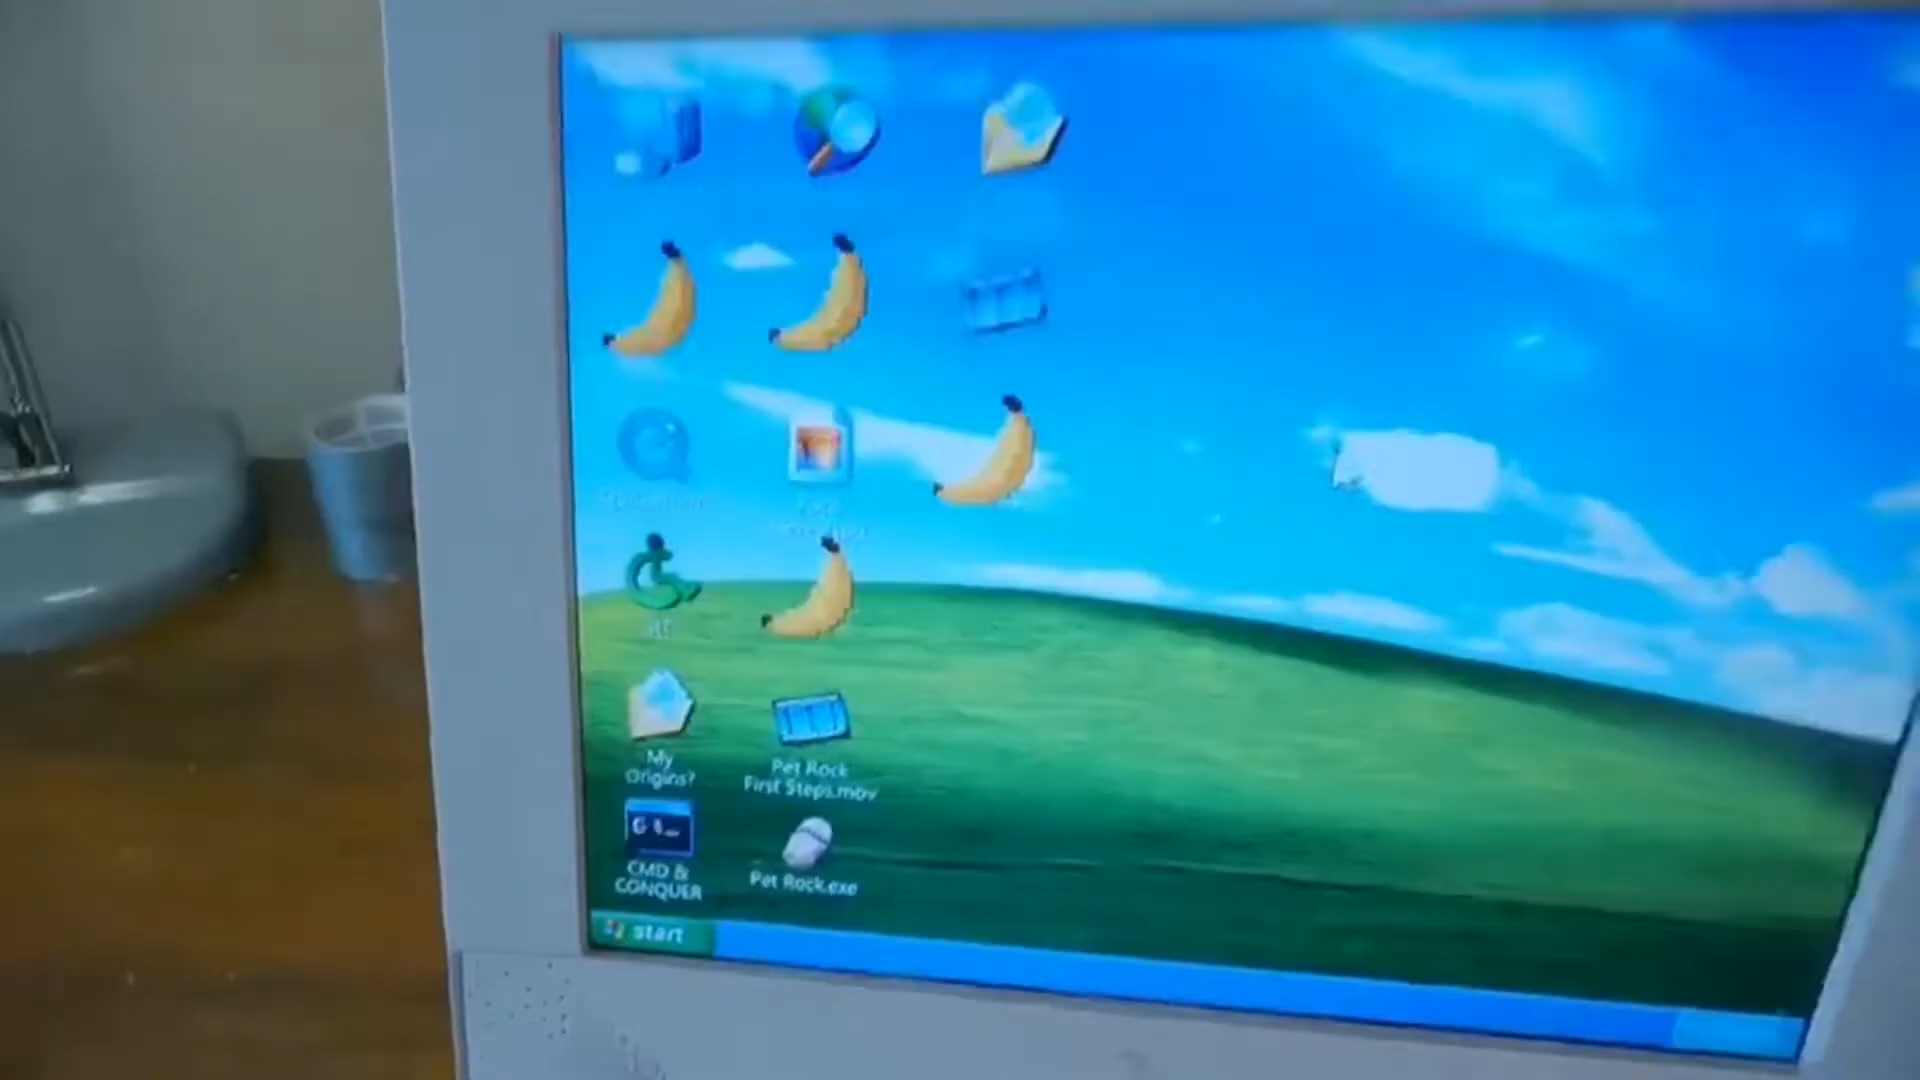 My
Origins?
Pet Rock
First Steps.mov
CMD &
CONQUER
Pet Rock.exe
start